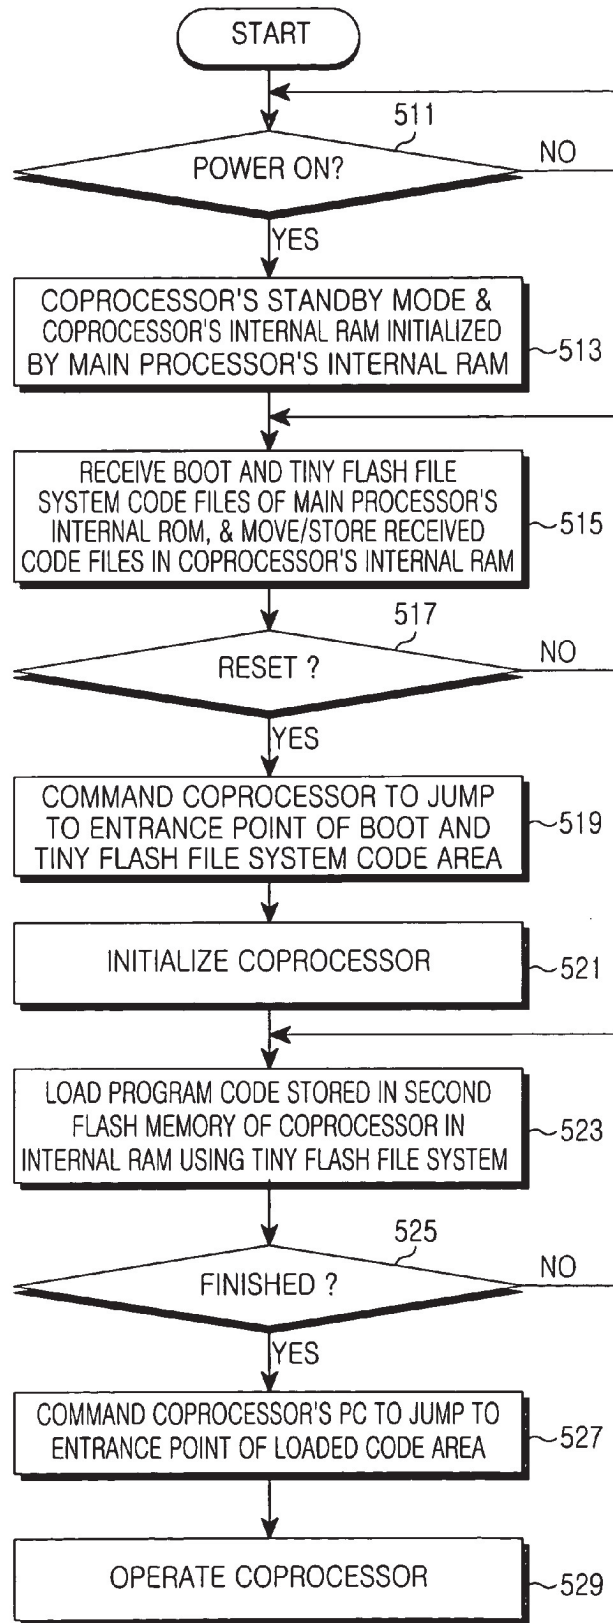 START
511
POWER ON?
NO
YES
COPROCESSOR'S STANDBY MODE &
COPROCESSOR'S INTERNAL RAM INITIALIZED
BY MAIN PROCESSOR'S INTERNAL RAM
513
RECEIVE BOOT AND TINY FLASH FILE
SYSTEM CODE FILES OF MAIN PROCESSOR'S
INTERNAL ROM, & MOVE/STORE RECEIVED
CODE FILES IN COPROCESSOR'S INTERNAL RAM
515
517
RESET ?
NO
YES
COMMAND COPROCESSOR TO JUMP
TO ENTRANCE POINT OF BOOT AND
TINY FLASH FILE SYSTEM CODE AREA
519
INITIALIZE COPROCESSOR
521
LOAD PROGRAM CODE STORED IN SECOND
FLASH MEMORY OF COPROCESSOR IN
INTERNAL RAM USING TINY FLASH FILE SYSTEM
523
525
FINISHED ?
NO
YES
COMMAND COPROCESSOR'S PC TO JUMP TO
ENTRANCE POINT OF LOADED CODE AREA
527
OPERATE COPROCESSOR
529